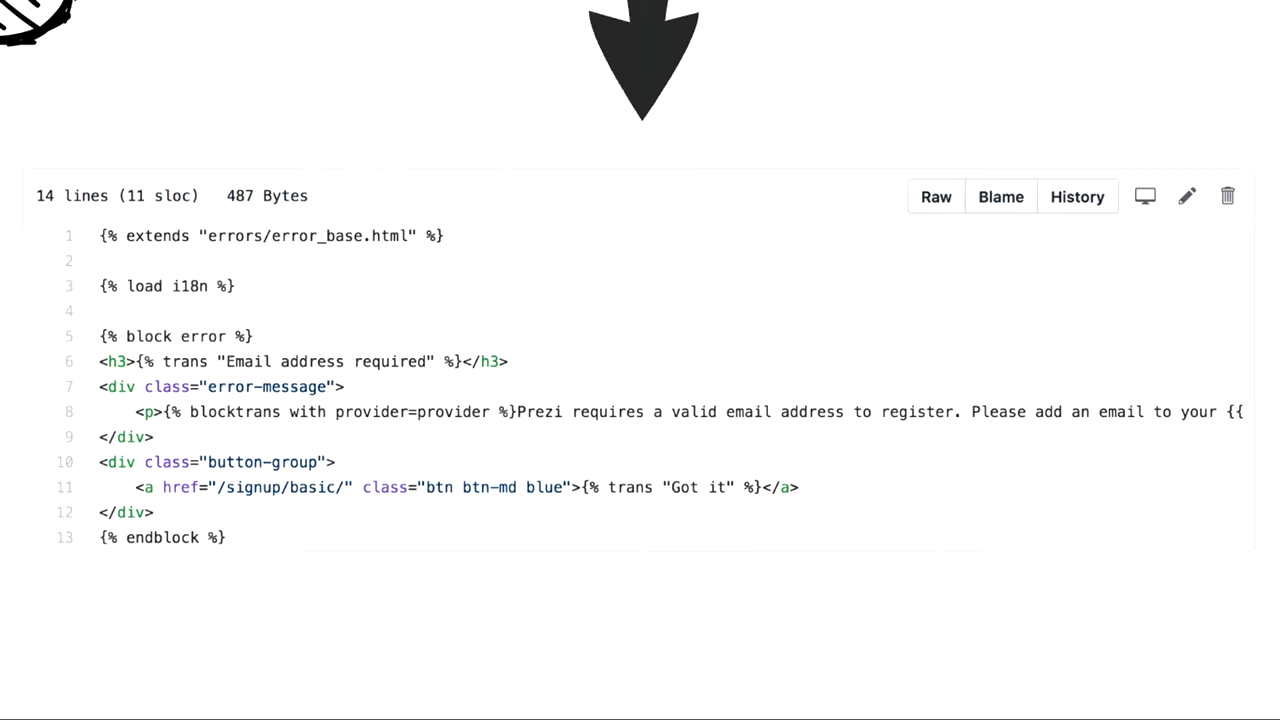 14 lines (11 sloc) 487 Bytes Raw Blame History
1 {% extends "errors/error_base.html" %}
2
3 {% load i18n %}
4
5 {% block error %}
6 <h3>{% trans "Email address required" %}</h3>
7 <div class="error-message">
8 <p>{% blocktrans with provider=provider %}Prezi requires a valid email address to register. Please add an email to your {{
9 </div>
10 <div class="button-group">
11 <a href="/signup/basic/" class="btn btn-md blue">{% trans "Got it" %}</a>
12 </div>
13 {% endblock %}